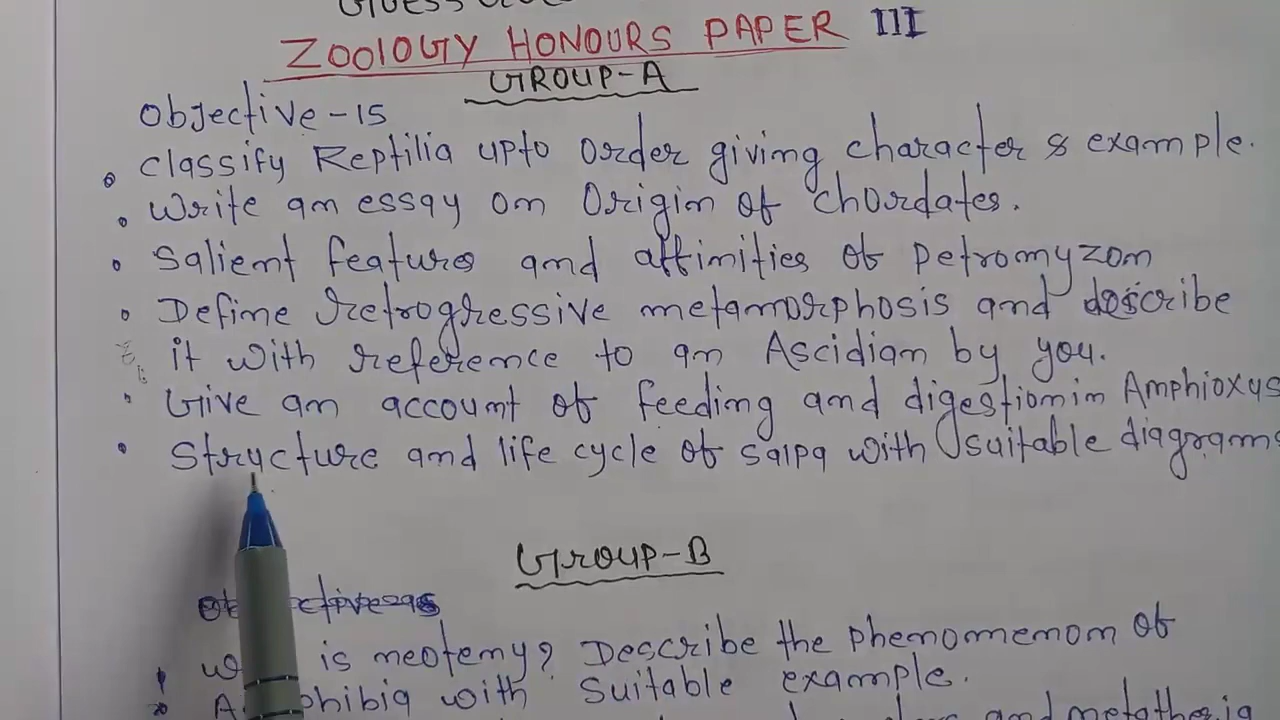 ZOOLOGY HONOURS PAPER III
GROUP-A
Objective-15
• Classify Reptilia upto Order giving character & example.
• Write an essay on Origin of Chordates.
• Salient features and affinities of Petromyzon
• Define retrogressive metamorphosis and describe
it with reference to an Ascidian by you.
• Give an account of feeding and digestion in Amphioxus
• Structure and life cycle of Salpa with suitable diagrams
Group-B
is neoteny? Describe the phenomenon of
with suitable example.
and metatheria